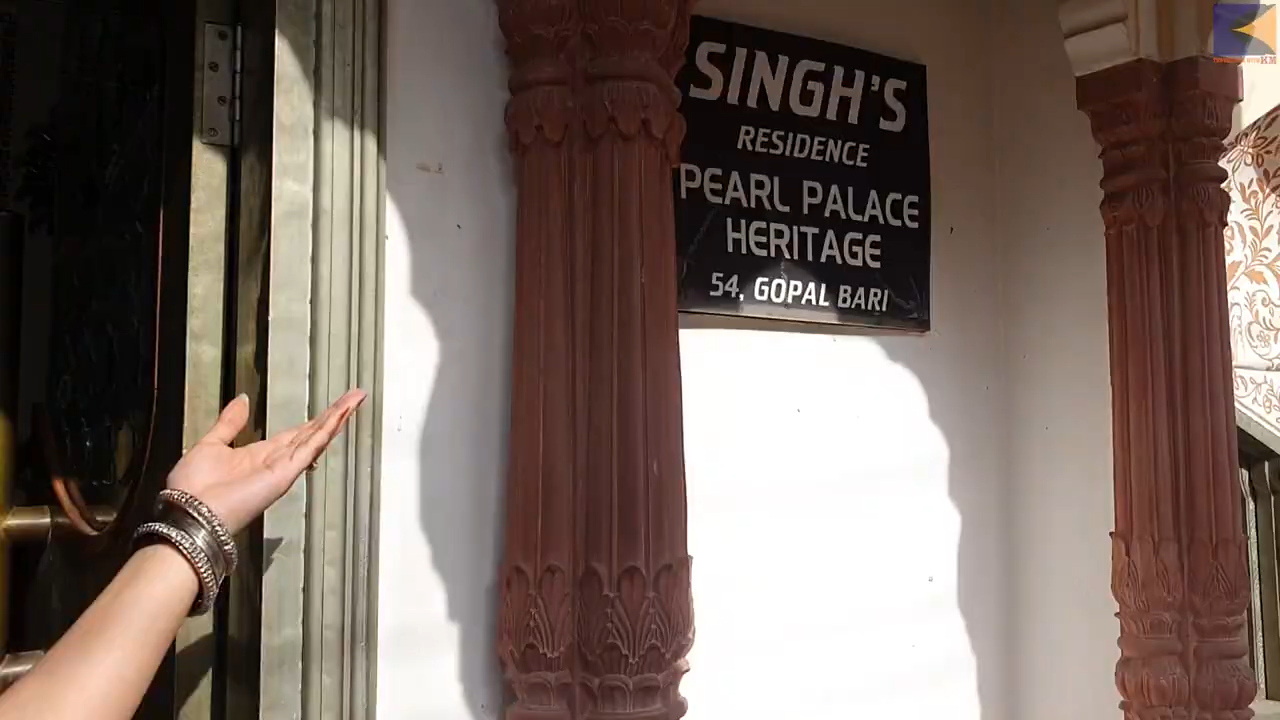 SINGH'S
RESIDENCE
PEARL PALACE
HERITAGE
54, GOPAL BARI